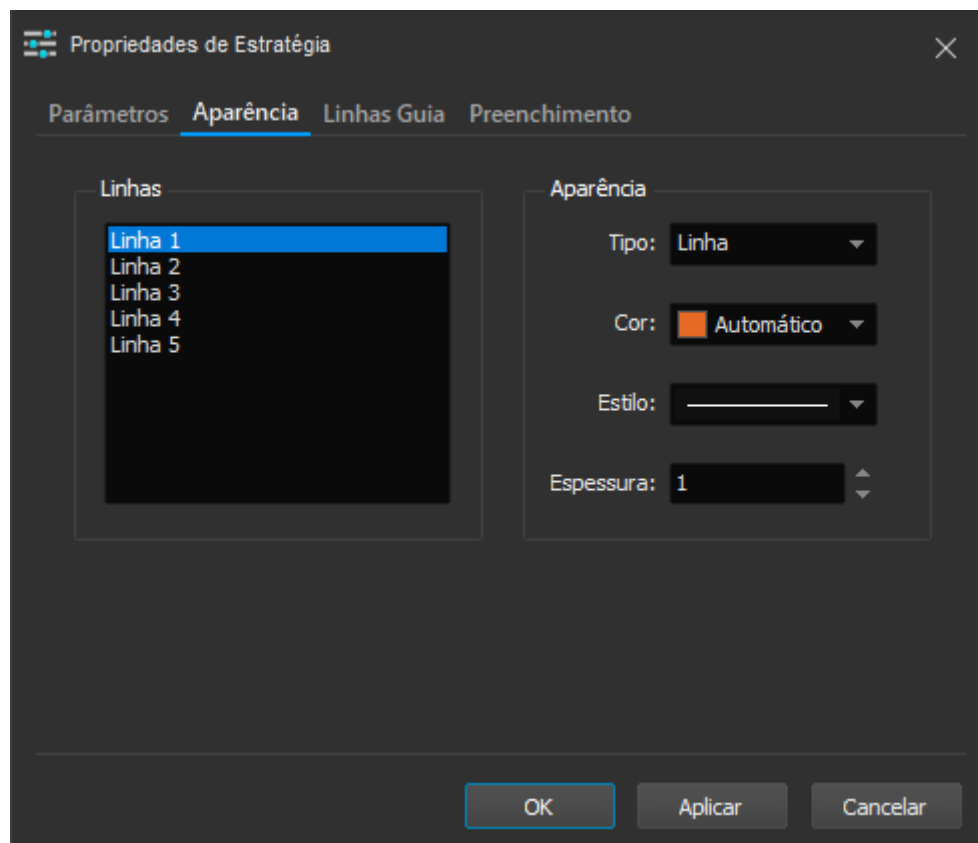 Propriedades de Estratégia
Parâmetros Aparência Linhas Guia Preenchimento
Linhas
Linha 1
Linha 2
Linha 3
Linha 4
Linha 5
Aparência
Tipo: Linha
Cor: Automático
Estilo:
Espessura: 1
OK Aplicar Cancelar